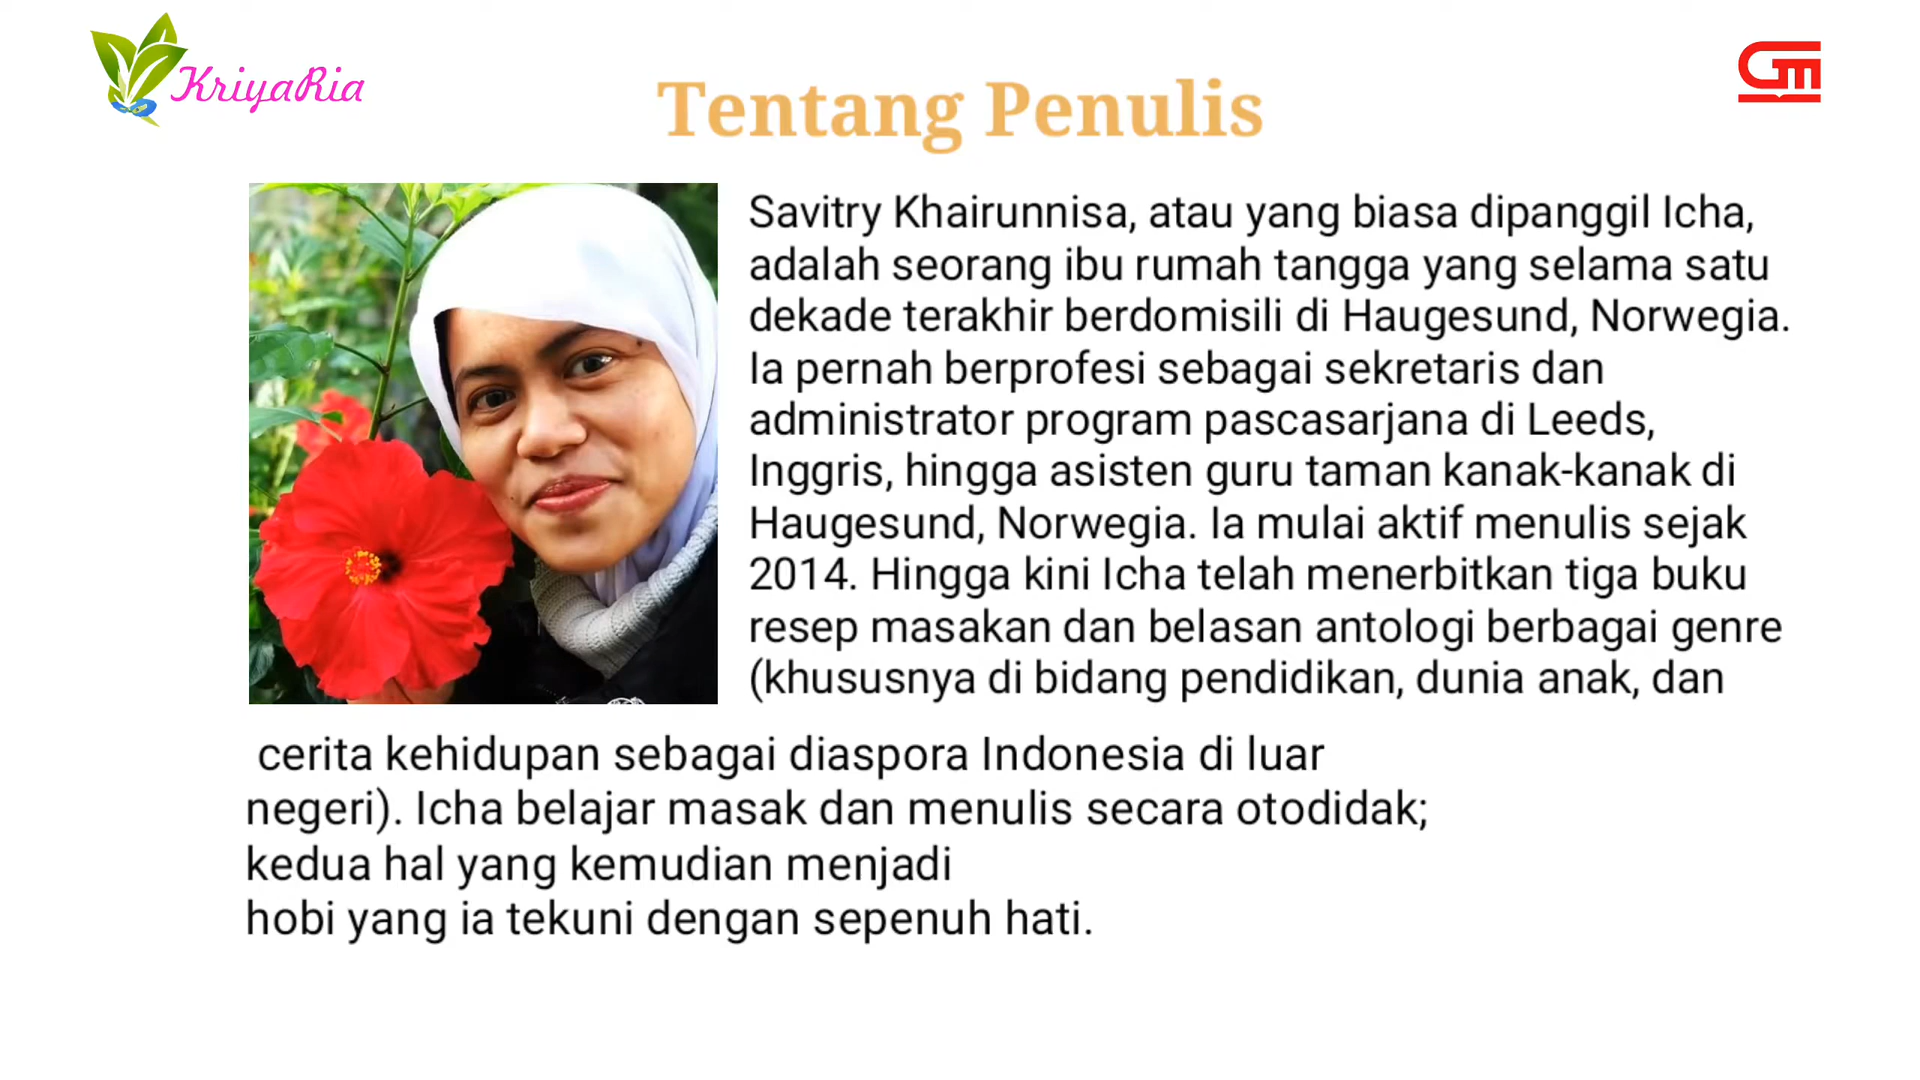 KriyaRia
Gm
Tentang Penulis
Savitry Khairunnisa, atau yang biasa dipanggil Icha,
adalah seorang ibu rumah tangga yang selama satu
dekade terakhir berdomisili di Haugesund, Norwegia.
Ia pernah berprofesi sebagai sekretaris dan
administrator program pascasarjana di Leeds,
Inggris, hingga asisten guru taman kanak-kanak di
Haugesund, Norwegia. Ia mulai aktif menulis sejak
2014. Hingga kini Icha telah menerbitkan tiga buku
resep masakan dan belasan antologi berbagai genre
(khususnya di bidang pendidikan, dunia anak, dan
cerita kehidupan sebagai diaspora Indonesia di luar
negeri). Icha belajar masak dan menulis secara otodidak;
kedua hal yang kemudian menjadi
hobi yang ia tekuni dengan sepenuh hati.